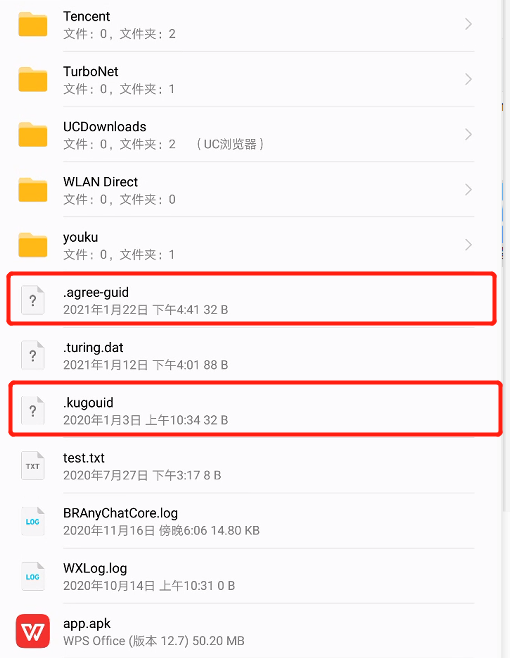 Tencent
文件：0，文件夹：2
TurboNet
文件：0，文件夹：1
UCDownloads
文件：0，文件夹：2 （UC浏览器）
WLAN Direct
文件：0，文件夹：0
youku
文件：0，文件夹：1
?
.agree-guid
2021年1月22日 下午4:41 32 B
?
.turing.dat
2021年1月12日 下午4:01 88 B
?
.kugouid
2020年1月3日 上午10:34 32 B
TXT
test.txt
2020年7月27日 下午3:17 8 B
LOG
BRAnyChatCore.log
2020年11月16日 傍晚6:06 14.80 KB
LOG
WXLog.log
2020年10月14日 上午10:31 0 B
W
app.apk
WPS Office (版本 12.7) 50.20 MB